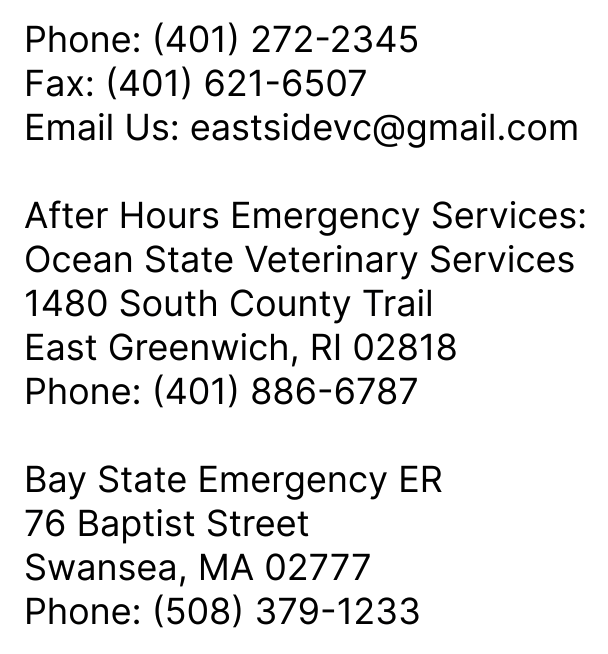 Phone: (401) 272-2345
Fax: (401) 621-6507
Email Us: eastsidevc@gmail.com
After Hours Emergency Services:
Ocean State Veterinary Services
1480 South County Trail
East Greenwich, RI 02818
Phone: (401) 886-6787
Bay State Emergency ER
76 Baptist Street
Swansea, MA 02777
Phone: (508) 379-1233